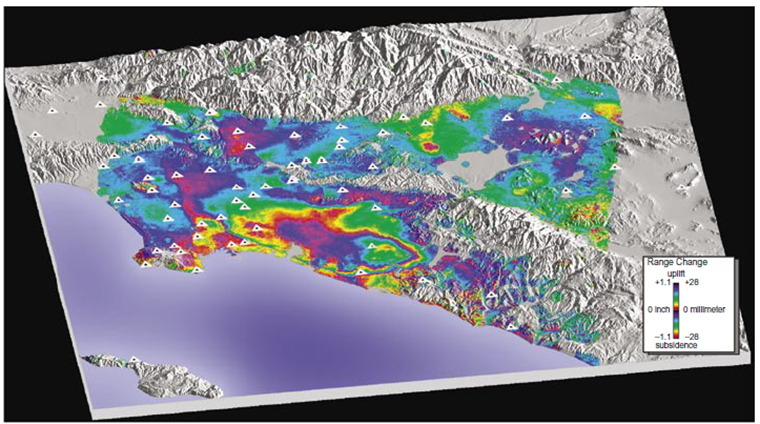 Range Change
uplift
+1.1 +28
0 inch 0 millimeter
−1.1 −28
subsidence